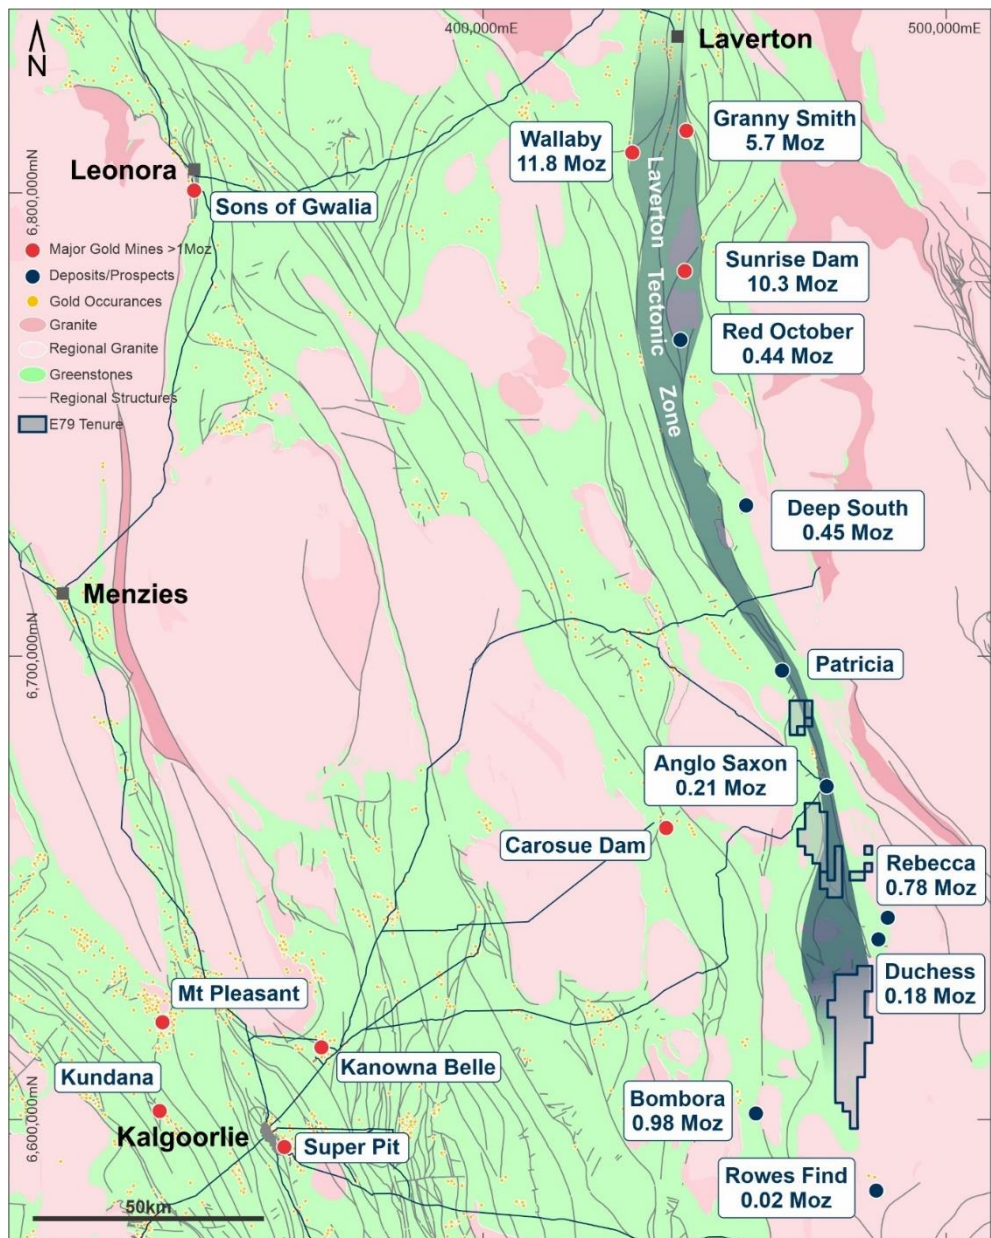 400,000mE
500,000mE
N
Laverton
Granny Smith
5.7 Moz
Wallaby
11.8 Moz
Leonora
Sons of Gwalia
6,800,000mN
Laverton Tectonic Zone
Major Gold Mines >1Moz
Deposits/Prospects
Gold Occurances
Granite
Regional Granite
Greenstones
Regional Structures
E79 Tenure
Sunrise Dam
10.3 Moz
Red October
0.44 Moz
Deep South
0.45 Moz
Menzies
6,700,000mN
Patricia
Anglo Saxon
0.21 Moz
Carosue Dam
Rebecca
0.78 Moz
Duchess
0.18 Moz
Mt Pleasant
Kanowna Belle
Kundana
Bombora
0.98 Moz
Kalgoorlie
Super Pit
6,600,000mN
Rowes Find
0.02 Moz
50km